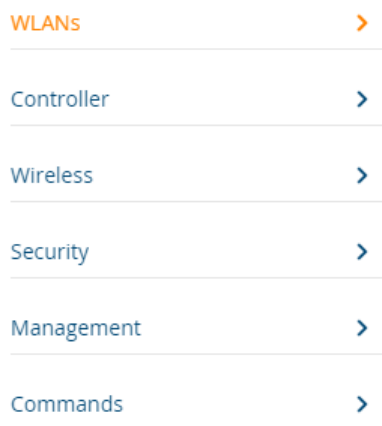 WLANs
Controller
Wireless
Security
Management
Commands